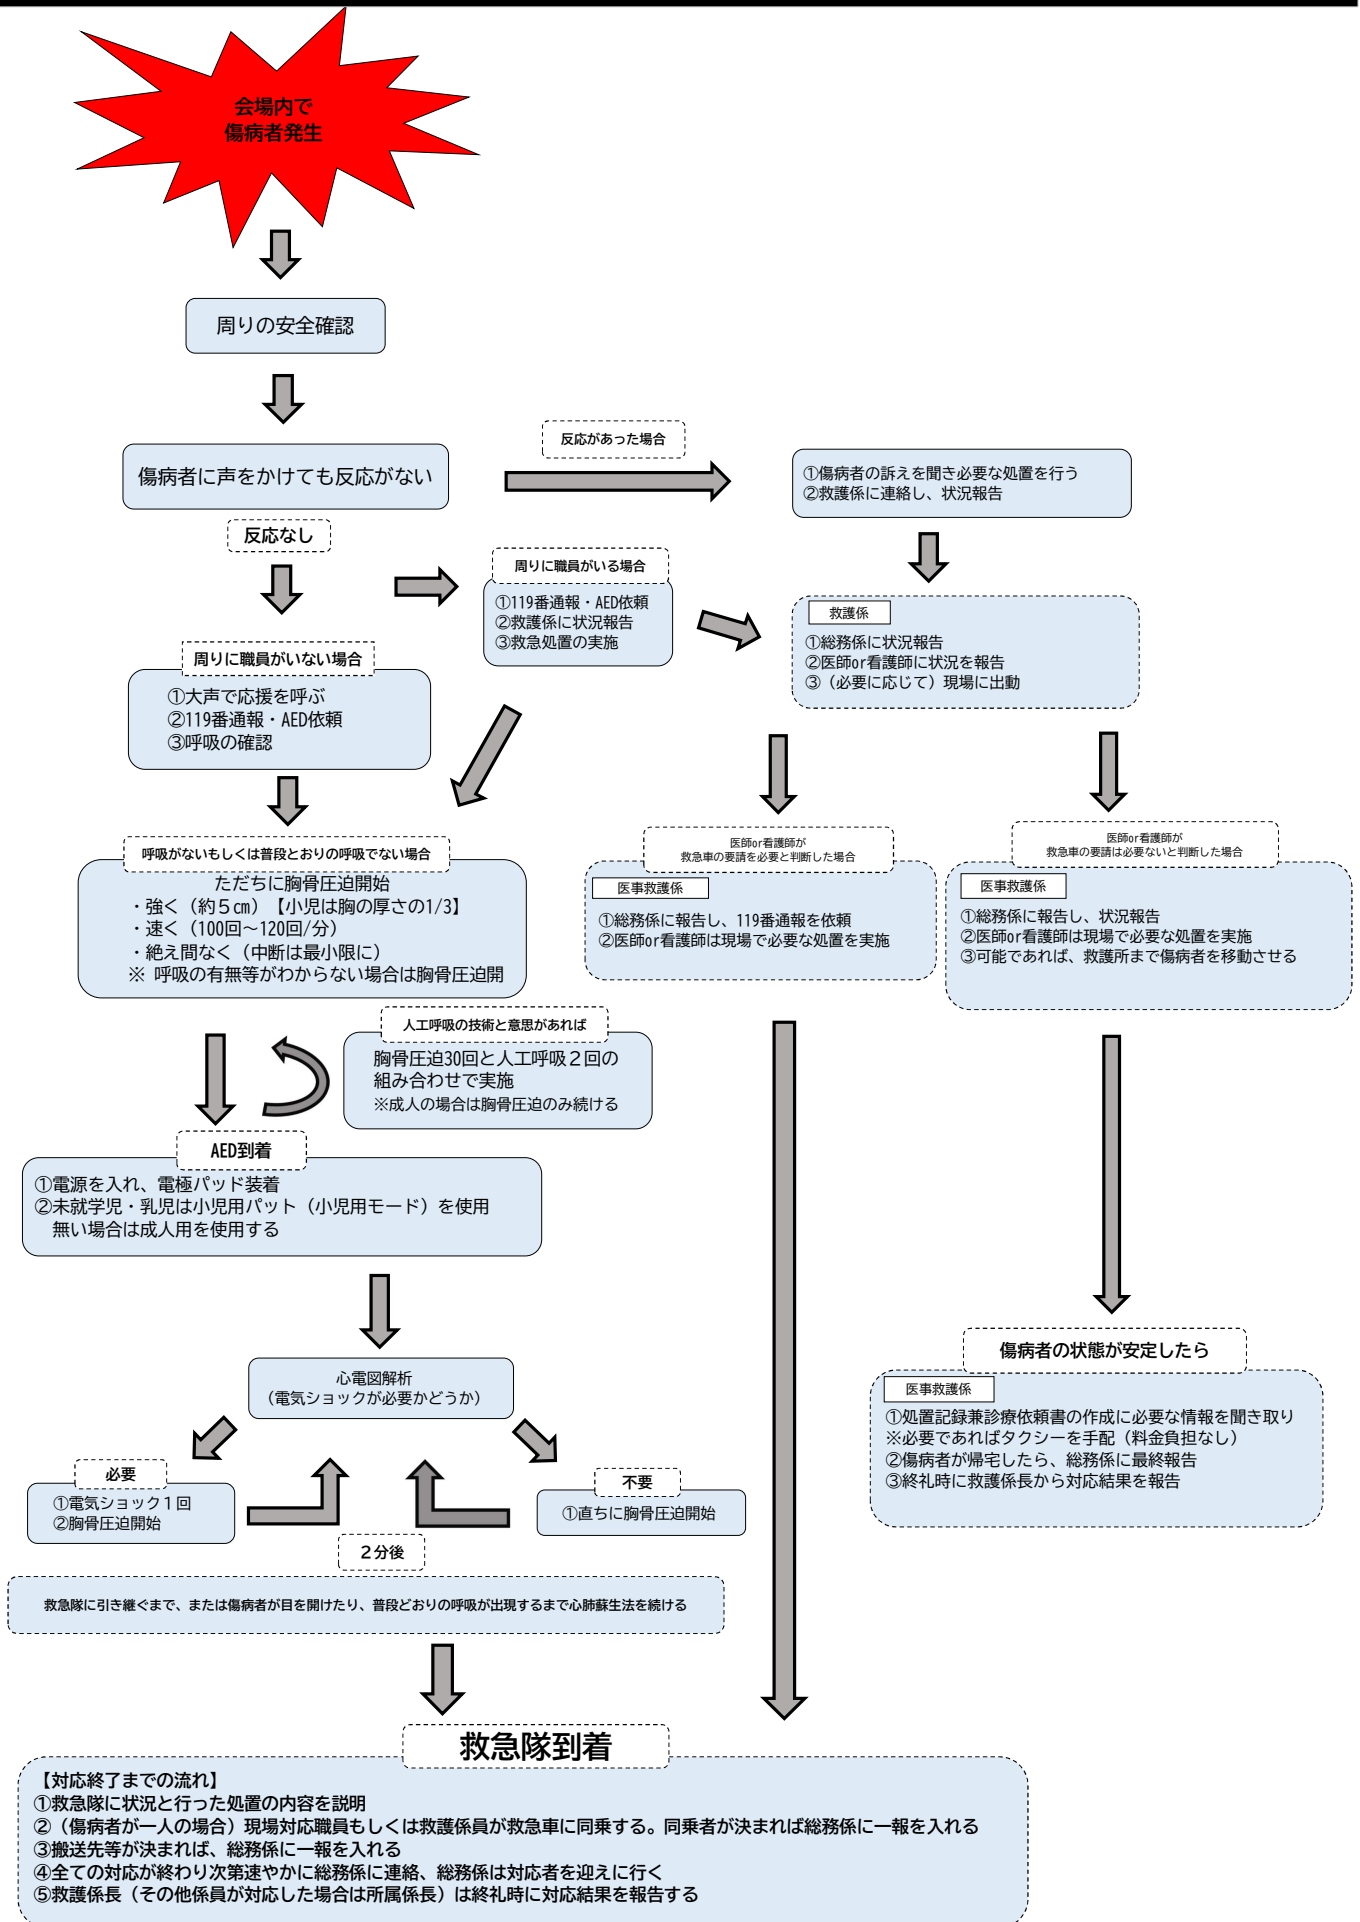 会場内で
傷病者発生
周りの安全確認
傷病者に声をかけても反応がない
反応があった場合
①傷病者の訴えを聞き必要な処置を行う
②救護係に連絡し、状況報告
反応なし
周りに職員がいる場合
①119番通報・AED依頼
②救護係に状況報告
③救急処置の実施
救護係
①総務係に状況報告
②医師or看護師に状況を報告
③（必要に応じて）現場に出動
周りに職員がいない場合
①大声で応援を呼ぶ
②119番通報・AED依頼
③呼吸の確認
呼吸がないもしくは普段とおりの呼吸でない場合
ただちに胸骨圧迫開始
・強く（約５㎝）【小児は胸の厚さの1/3】
・速く（100回～120回/分）
・絶え間なく（中断は最小限に）
※ 呼吸の有無等がわからない場合は胸骨圧迫開
医師or看護師が
救急車の要請を必要と判断した場合
医事救護係
①総務係に報告し、119番通報を依頼
②医師or看護師は現場で必要な処置を実施
医師or看護師が
救急車の要請は必要ないと判断した場合
医事救護係
①総務係に報告し、状況報告
②医師or看護師は現場で必要な処置を実施
③可能であれば、救護所まで傷病者を移動させる
人工呼吸の技術と意思があれば
胸骨圧迫30回と人工呼吸２回の
組み合わせで実施
※成人の場合は胸骨圧迫のみ続ける
AED到着
①電源を入れ、電極パッド装着
②未就学児・乳児は小児用パット（小児用モード）を使用
無い場合は成人用を使用する
心電図解析
（電気ショックが必要かどうか）
必要
①電気ショック１回
②胸骨圧迫開始
不要
①直ちに胸骨圧迫開始
２分後
傷病者の状態が安定したら
医事救護係
①処置記録兼診療依頼書の作成に必要な情報を聞き取り
※必要であればタクシーを手配（料金負担なし）
②傷病者が帰宅したら、総務係に最終報告
③終礼時に救護係長から対応結果を報告
救急隊に引き継ぐまで、または傷病者が目を開けたり、普段どおりの呼吸が出現するまで心肺蘇生法を続ける
救急隊到着
【対応終了までの流れ】
①救急隊に状況と行った処置の内容を説明
②（傷病者が一人の場合）現場対応職員もしくは救護係員が救急車に同乗する。同乗者が決まれば総務係に一報を入れる
③搬送先等が決まれば、総務係に一報を入れる
④全ての対応が終わり次第速やかに総務係に連絡、総務係は対応者を迎えに行く
⑤救護係長（その他係員が対応した場合は所属係長）は終礼時に対応結果を報告する